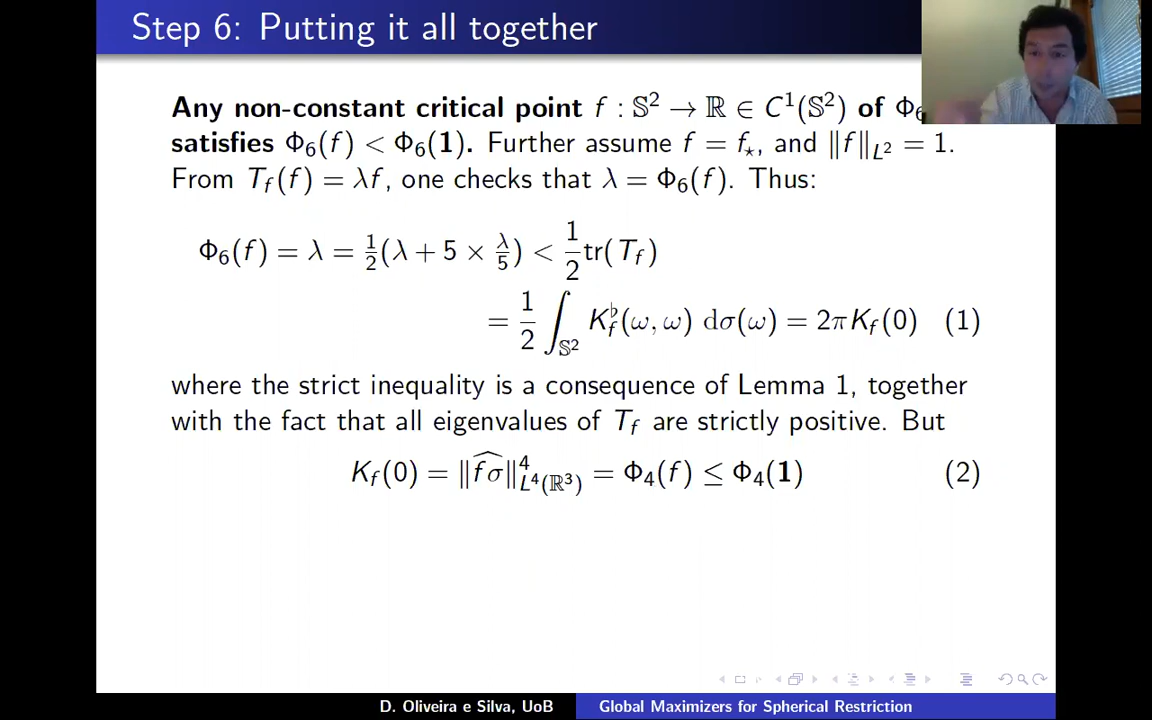 Step 6: Putting it all together
Any non-constant critical point f : 𝕊² → ℝ ∈ C¹(𝕊²) of Φ₆
satisfies Φ₆(f) < Φ₆(𝟏). Further assume f = f⋆, and ‖f‖_{L²} = 1.
From T_f(f) = λf, one checks that λ = Φ₆(f). Thus:
Φ₆(f) = λ = ½(λ + 5 × λ/5) < ½tr(T_f)
= ½ ∫_{𝕊²} K_f^♭(ω, ω) dσ(ω) = 2πK_f(0) (1)
where the strict inequality is a consequence of Lemma 1, together
with the fact that all eigenvalues of T_f are strictly positive. But
K_f(0) = ‖\widehat{fσ}‖⁴_{L⁴(ℝ³)} = Φ₄(f) ≤ Φ₄(𝟏) (2)
D. Oliveira e Silva, UoB Global Maximizers for Spherical Restriction